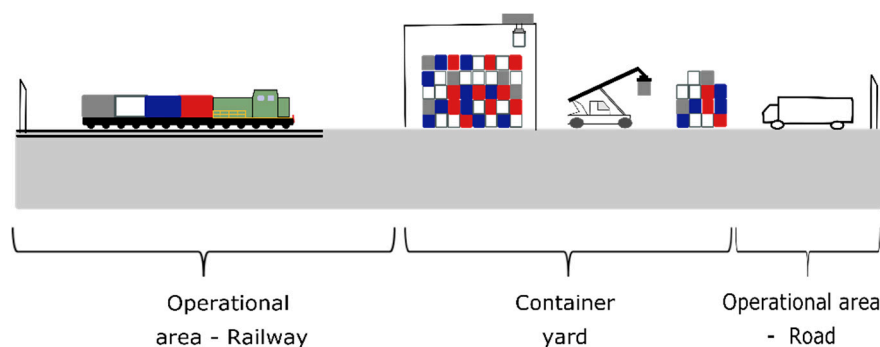 Operational
area - Railway
Container
yard
Operational area
- Road